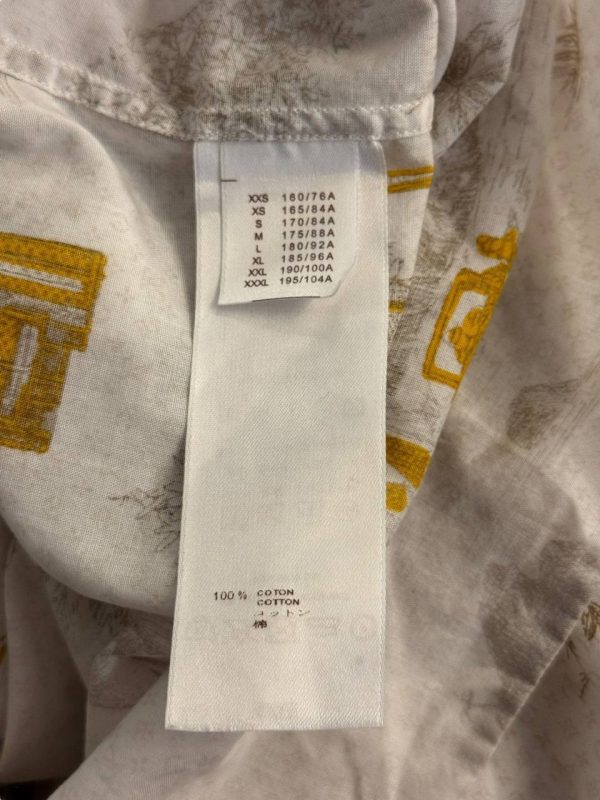 XXS 160/76A
XS 165/84A
S 170/84A
M 175/88A
L 180/92A
XL 185/96A
XXL 190/100A
XXXL 195/104A
100 % COTON
COTTON
コットン
棉